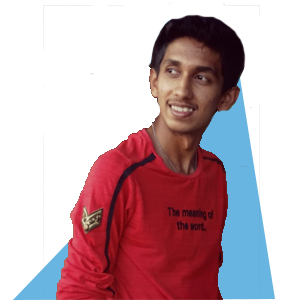 The meaning of
the word.